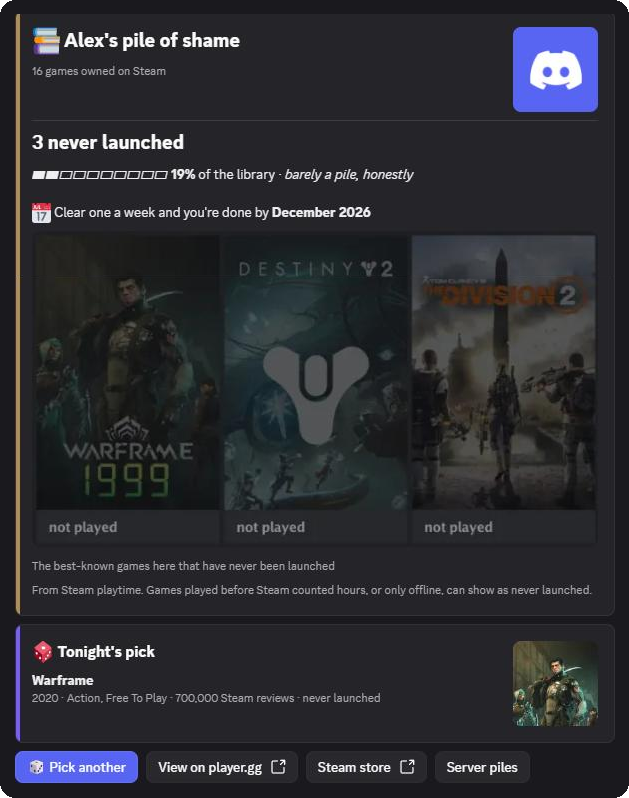 Alex's pile of shame
16 games owned on Steam
3 never launched
19% of the library · barely a pile, honestly
JUL 17 Clear one a week and you're done by December 2026
WARFRAME
1999
not played
DESTINY 2
not played
TOM CLANCY'S
THE DIVISION 2
not played
The best-known games here that have never been launched
From Steam playtime. Games played before Steam counted hours, or only offline, can show as never launched.
Tonight's pick
Warframe
2020 · Action, Free To Play · 700,000 Steam reviews · never launched
Pick another
View on player.gg
Steam store
Server piles